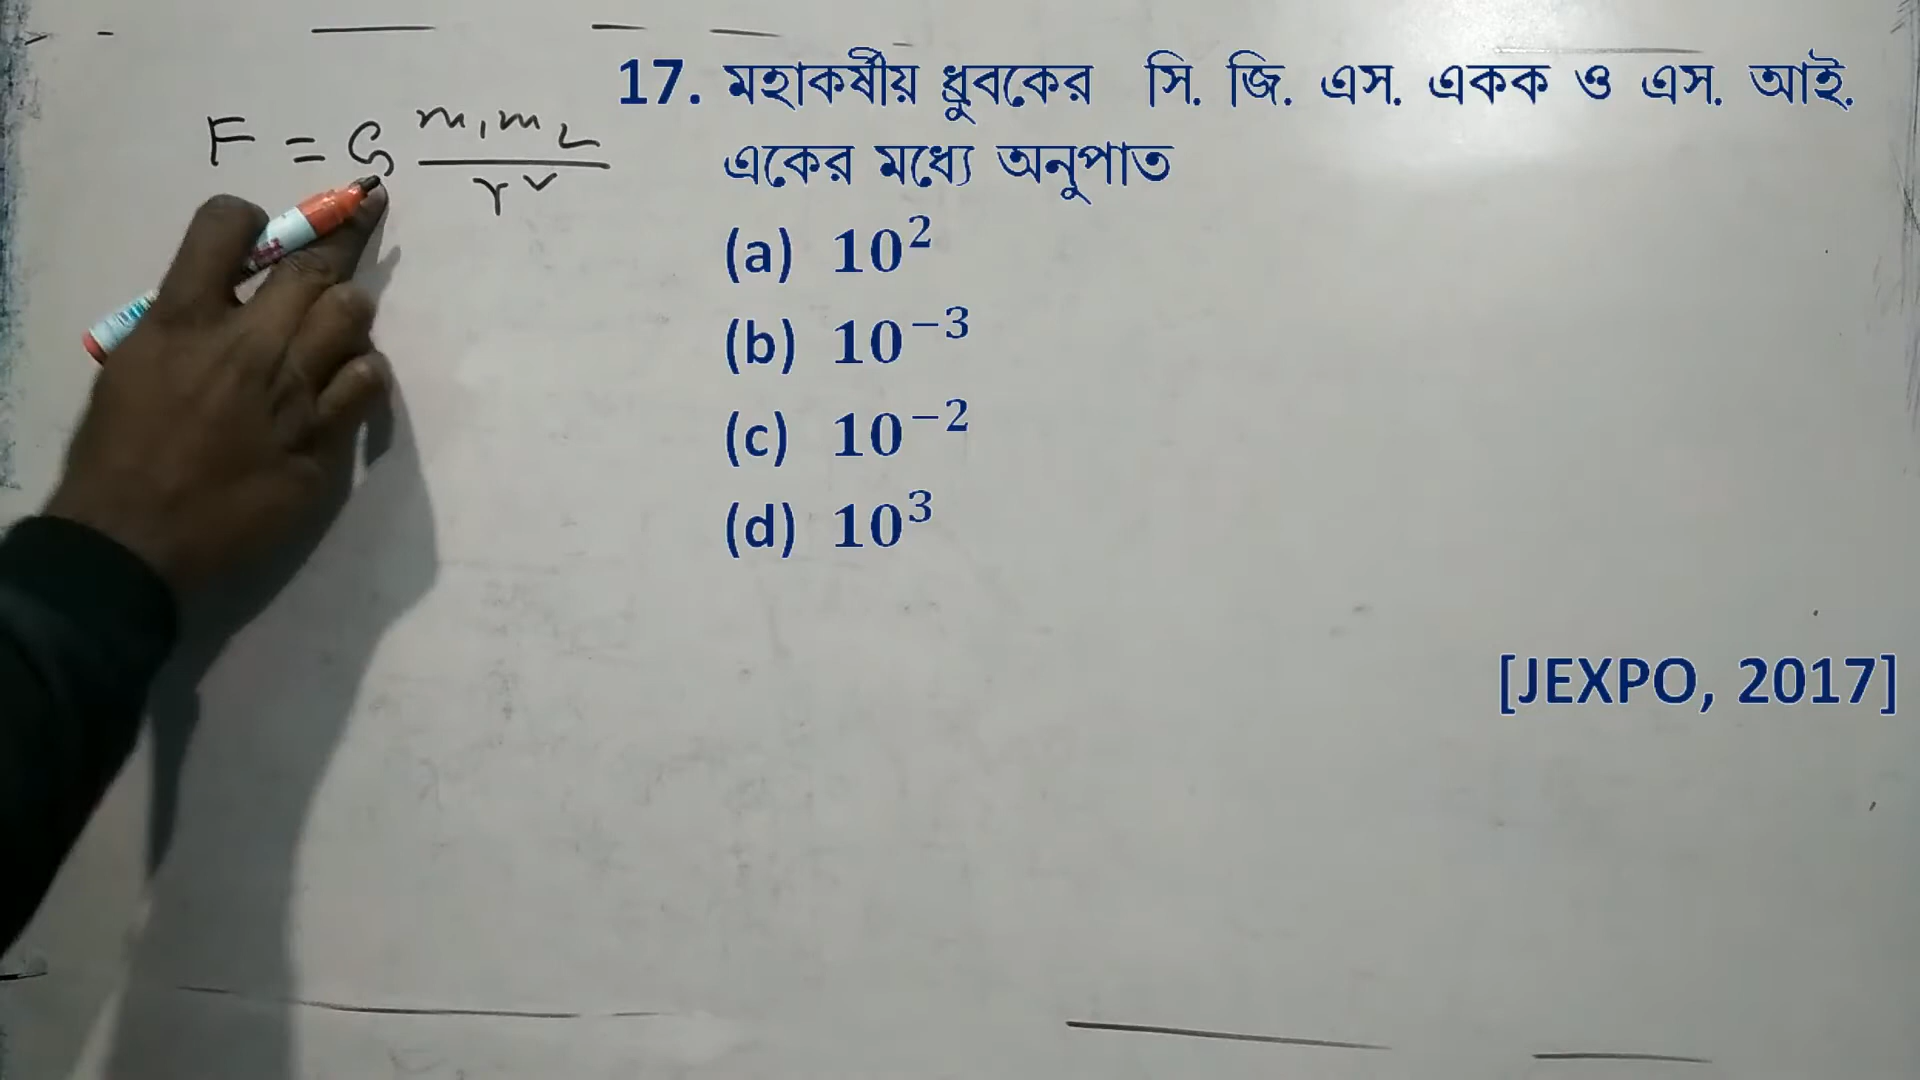 F = G m₁m₂ / r²
17. মহাকর্ষীয় ধ্রুবকের সি. জি. এস. একক ও এস. আই.
একের মধ্যে অনুপাত
(a) 10²
(b) 10⁻³
(c) 10⁻²
(d) 10³
[JEXPO, 2017]